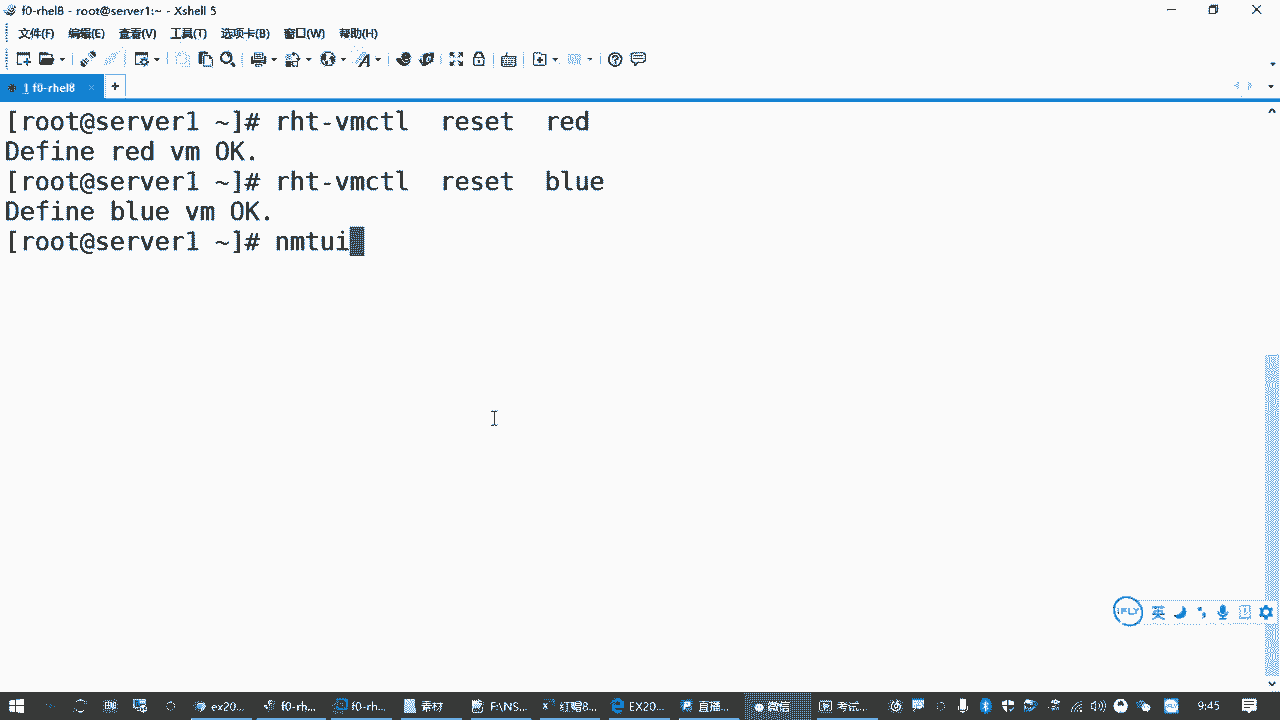 f0-rhel8 - root@server1:~ - Xshell 5
文件(F) 编辑(E) 查看(V) 工具(T) 选项卡(B) 窗口(W) 帮助(H)
1 f0-rhel8
[root@server1 ~]# rht-vmctl  reset  red
Define red vm OK.
[root@server1 ~]# rht-vmctl  reset  blue
Define blue vm OK.
[root@server1 ~]# nmtui
iFLY 英
ex20... f0-rh... f0-rh... 素材 F:\NS... 红帽8... EX20... 直播... 微信 考试... 9:45